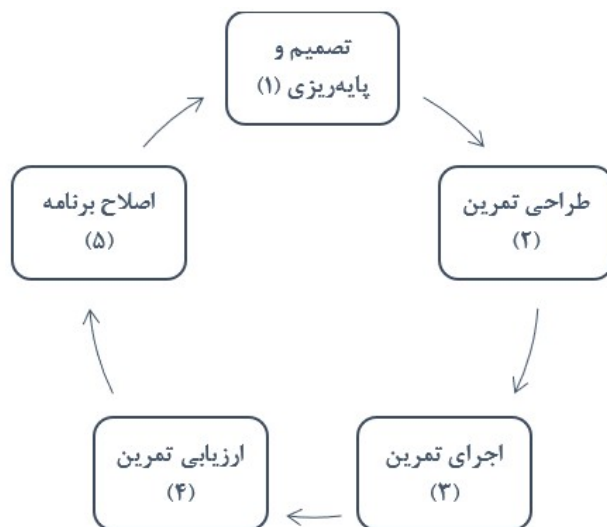 تصمیم و
پایه‌ریزی (۱)
طراحی تمرین
(۲)
اجرای تمرین
(۳)
ارزیابی تمرین
(۴)
اصلاح برنامه
(۵)